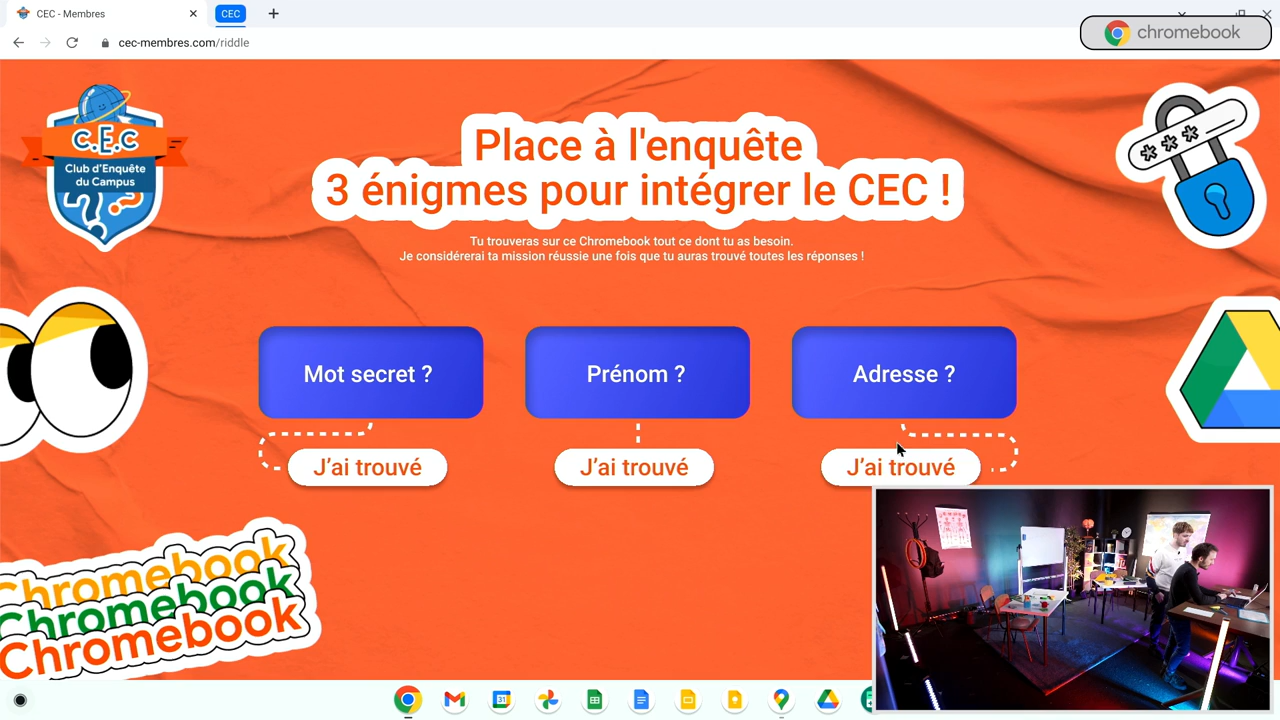 CEC - Membres
CEC
cec-membres.com/riddle
chromebook
C.E.C
Club d'Enquête
du Campus
Place à l'enquête
3 énigmes pour intégrer le CEC !
Tu trouveras sur ce Chromebook tout ce dont tu as besoin.
Je considérerai ta mission réussie une fois que tu auras trouvé toutes les réponses !
Mot secret ?
Prénom ?
Adresse ?
J'ai trouvé
J'ai trouvé
J'ai trouvé
Chromebook
Chromebook
Chromebook
31